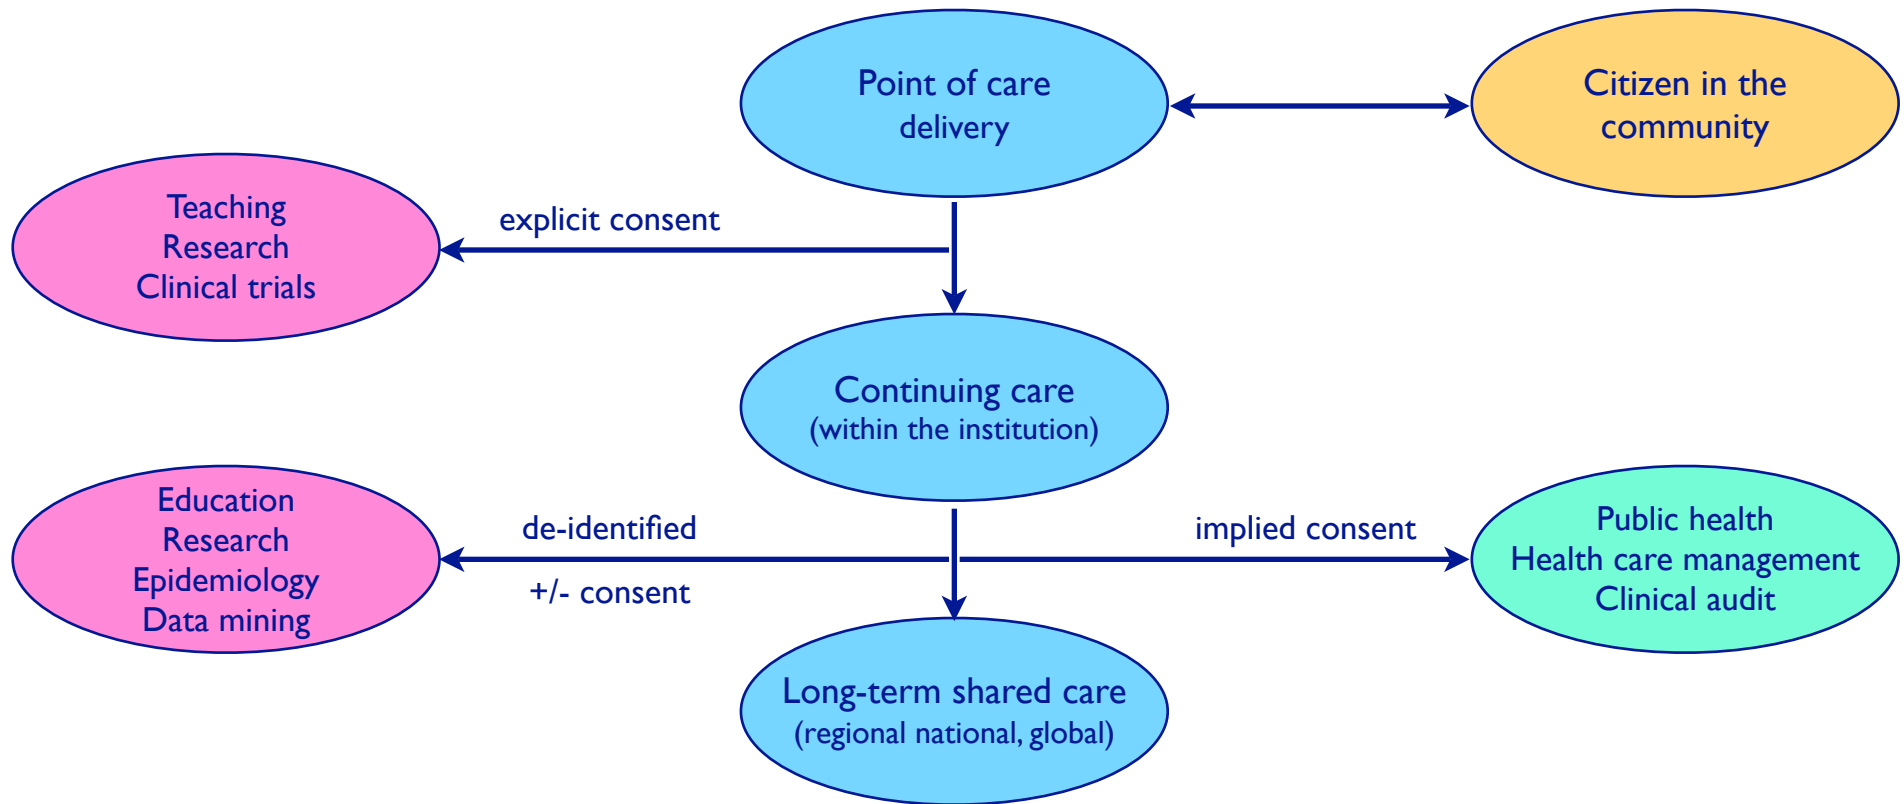 Point of care
delivery
Citizen in the
community
Teaching
Research
Clinical trials
explicit consent
Continuing care
(within the institution)
Education
Research
Epidemiology
Data mining
de-identified
+/- consent
implied consent
Public health
Health care management
Clinical audit
Long-term shared care
(regional national, global)